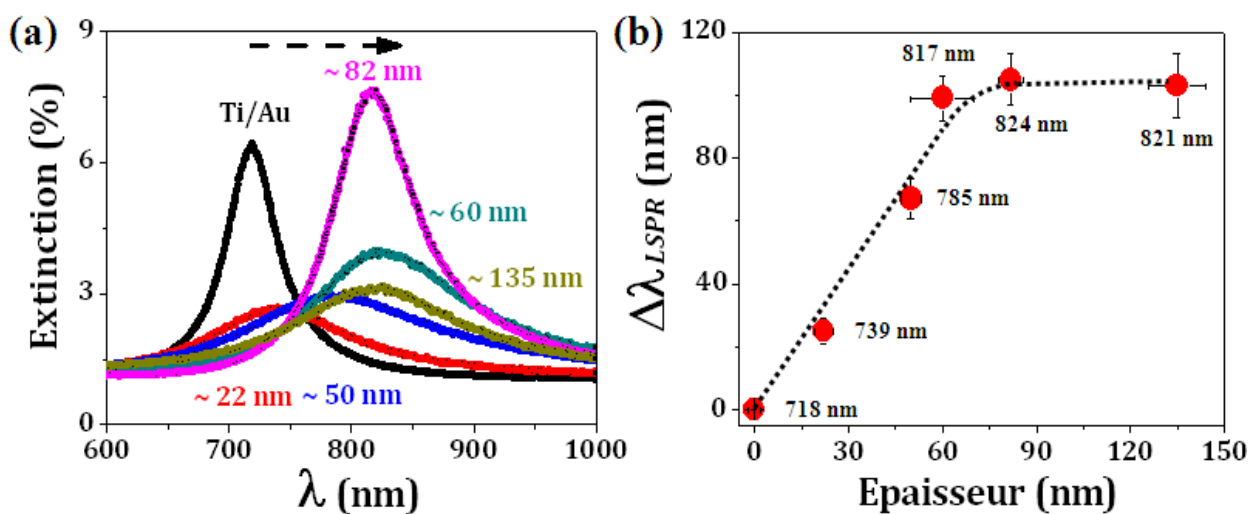 (a)
Extinction (%)
9
6
3
0
Ti/Au
~ 82 nm
~ 60 nm
~ 135 nm
~ 22 nm
~ 50 nm
600
700
800
900
1000
λ (nm)
(b)
ΔλLSPR (nm)
120
80
40
0
817 nm
824 nm
821 nm
785 nm
739 nm
718 nm
0
30
60
90
120
150
Epaisseur (nm)